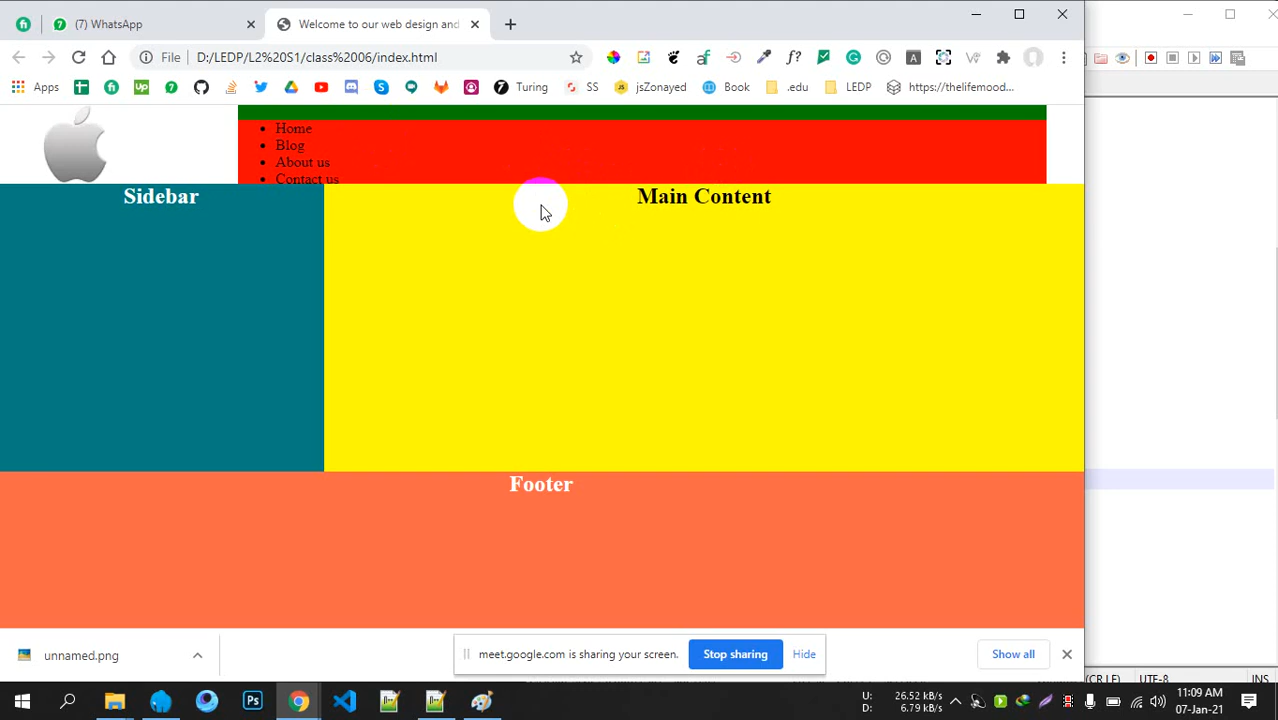 (7) WhatsApp
Welcome to our web design and
File D:/LEDP/L2%20S1/class%2006/index.html
Apps
Turing
SS
jsZonayed
Book
.edu
LEDP
https://thelifemood...
Home
Blog
About us
Contact us
Sidebar
Main Content
Footer
unnamed.png
meet.google.com is sharing your screen.
Stop sharing
Hide
Show all
(CR LF)
UTF-8
INS
U: 26.52 kB/s
D: 6.79 kB/s
11:09 AM
07-Jan-21